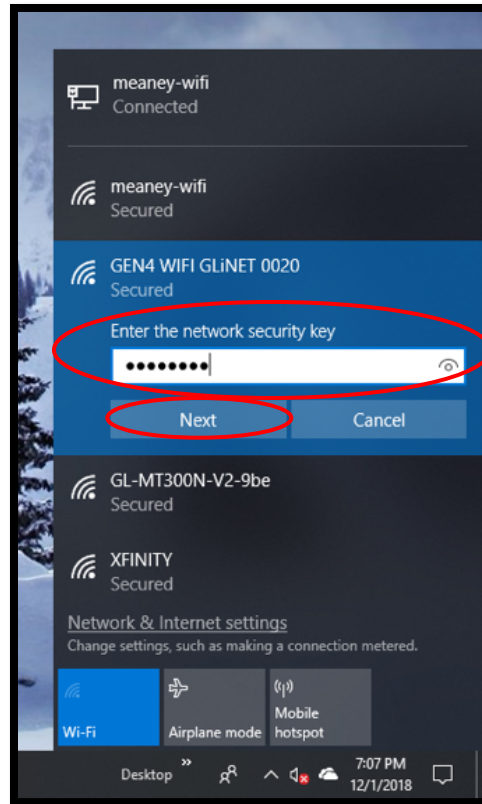 meaney-wifi
Connected
meaney-wifi
Secured
GEN4 WIFI GLiNET 0020
Secured
Enter the network security key
••••••••
Next Cancel
GL-MT300N-V2-9be
Secured
XFINITY
Secured
Network & Internet settings
Change settings, such as making a connection metered.
Wi-Fi Airplane mode Mobile hotspot
Desktop » 7:07 PM
12/1/2018